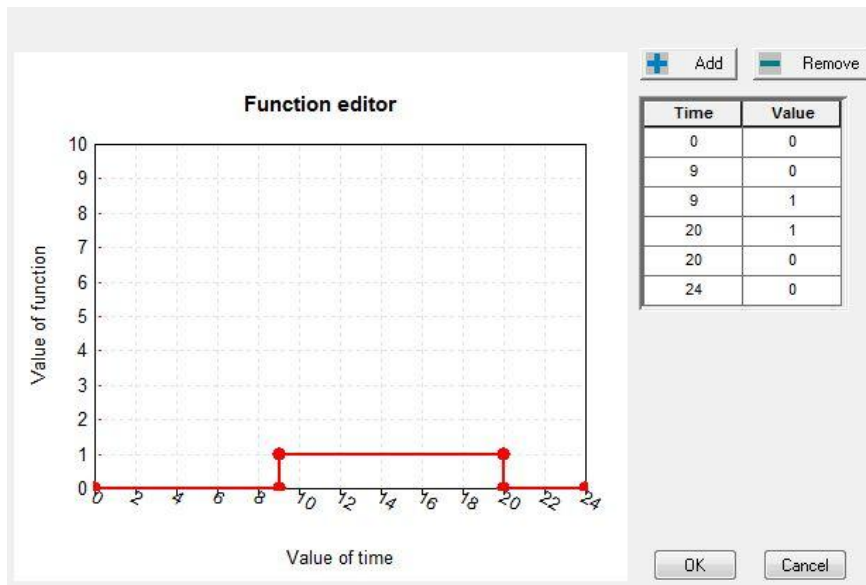 Add Remove
Function editor
Time Value
0 0
9 0
9 1
20 1
20 0
24 0
10
9
8
7
6
5
4
3
2
1
0
Value of function
0 2 4 6 8 10 12 14 16 18 20 22 24
Value of time
OK Cancel